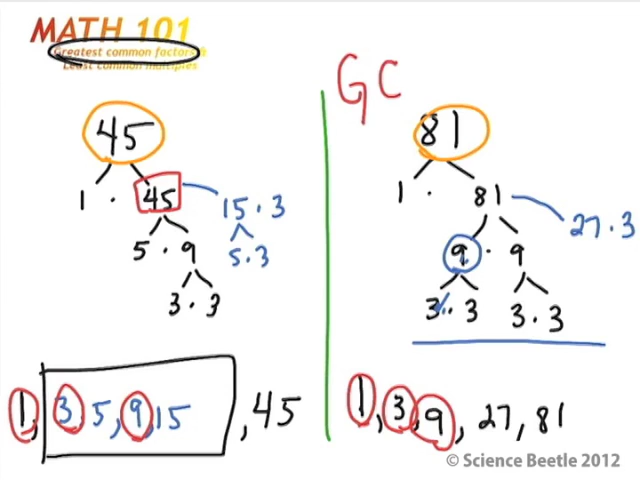 MATH 101
Greatest common factors &
Least common multiples
GC
45
1 · 45
15 · 3
5 · 9
5 · 3
3 · 3
1, 3, 5, 9, 15, 45
81
1 · 81
27 · 3
9 · 9
3 · 3 3 · 3
1, 3, 9, 27, 81
© Science Beetle 2012